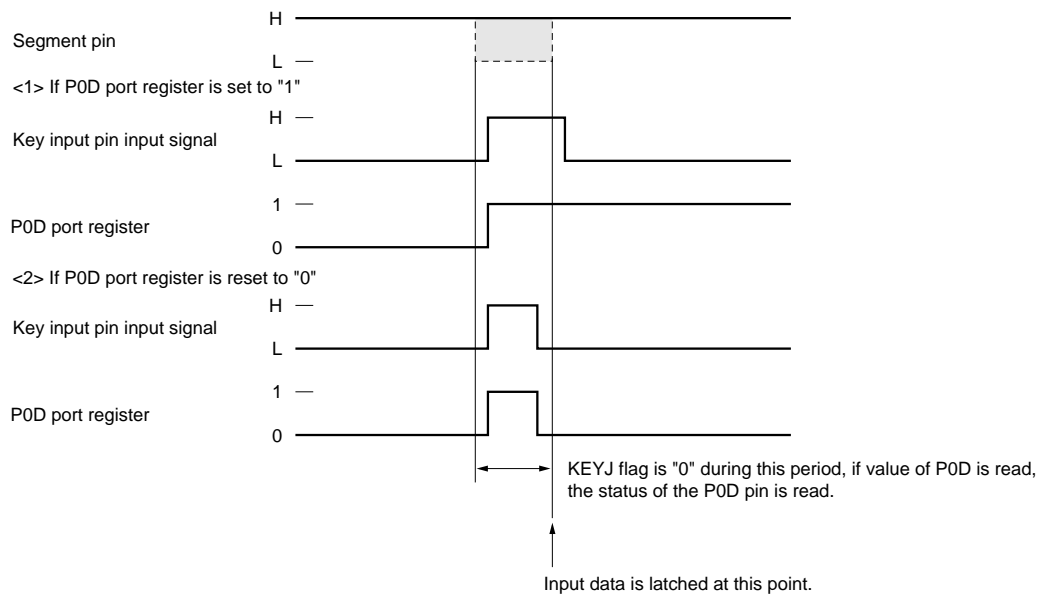 H
Segment pin
L
<1> If P0D port register is set to "1"
H
Key input pin input signal
L
1
P0D port register
0
<2> If P0D port register is reset to "0"
H
Key input pin input signal
L
1
P0D port register
0
KEYJ flag is "0" during this period, if value of P0D is read,
the status of the P0D pin is read.
Input data is latched at this point.